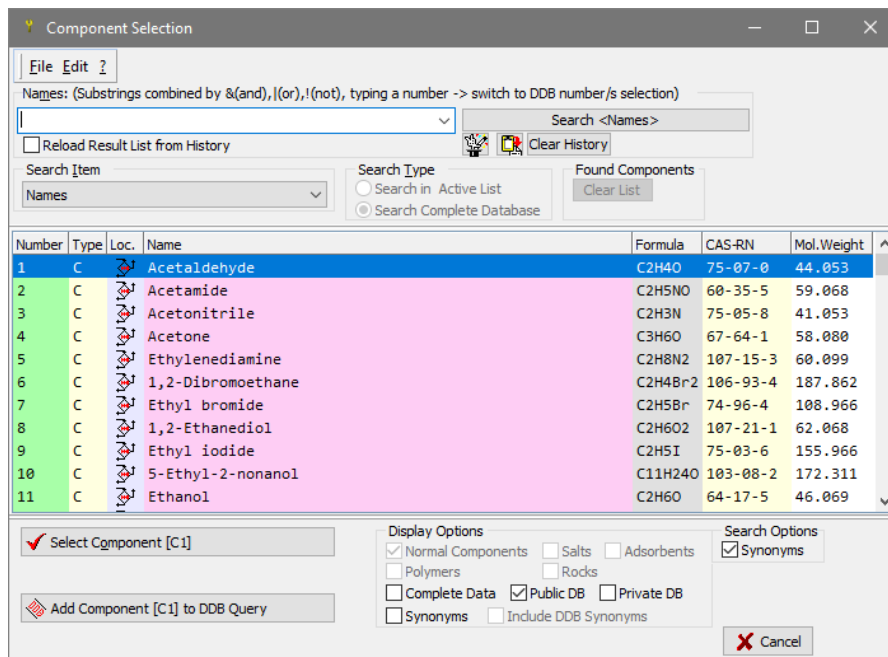 Component Selection
File Edit ?
Names: (Substrings combined by &(and),|(or),!(not), typing a number -> switch to DDB number/s selection)
Search <Names>
Reload Result List from History
Clear History
Search Item
Search Type
Found Components
Names
Search in Active List
Clear List
Search Complete Database
Number Type Loc. Name Formula CAS-RN Mol.Weight
1 C Acetaldehyde C2H4O 75-07-0 44.053
2 C Acetamide C2H5NO 60-35-5 59.068
3 C Acetonitrile C2H3N 75-05-8 41.053
4 C Acetone C3H6O 67-64-1 58.080
5 C Ethylenediamine C2H8N2 107-15-3 60.099
6 C 1,2-Dibromoethane C2H4Br2 106-93-4 187.862
7 C Ethyl bromide C2H5Br 74-96-4 108.966
8 C 1,2-Ethanediol C2H6O2 107-21-1 62.068
9 C Ethyl iodide C2H5I 75-03-6 155.966
10 C 5-Ethyl-2-nonanol C11H24O 103-08-2 172.311
11 C Ethanol C2H6O 64-17-5 46.069
Select Component [C1]
Add Component [C1] to DDB Query
Display Options
Normal Components Salts Adsorbents
Polymers Rocks
Complete Data Public DB Private DB
Synonyms Include DDB Synonyms
Search Options
Synonyms
Cancel